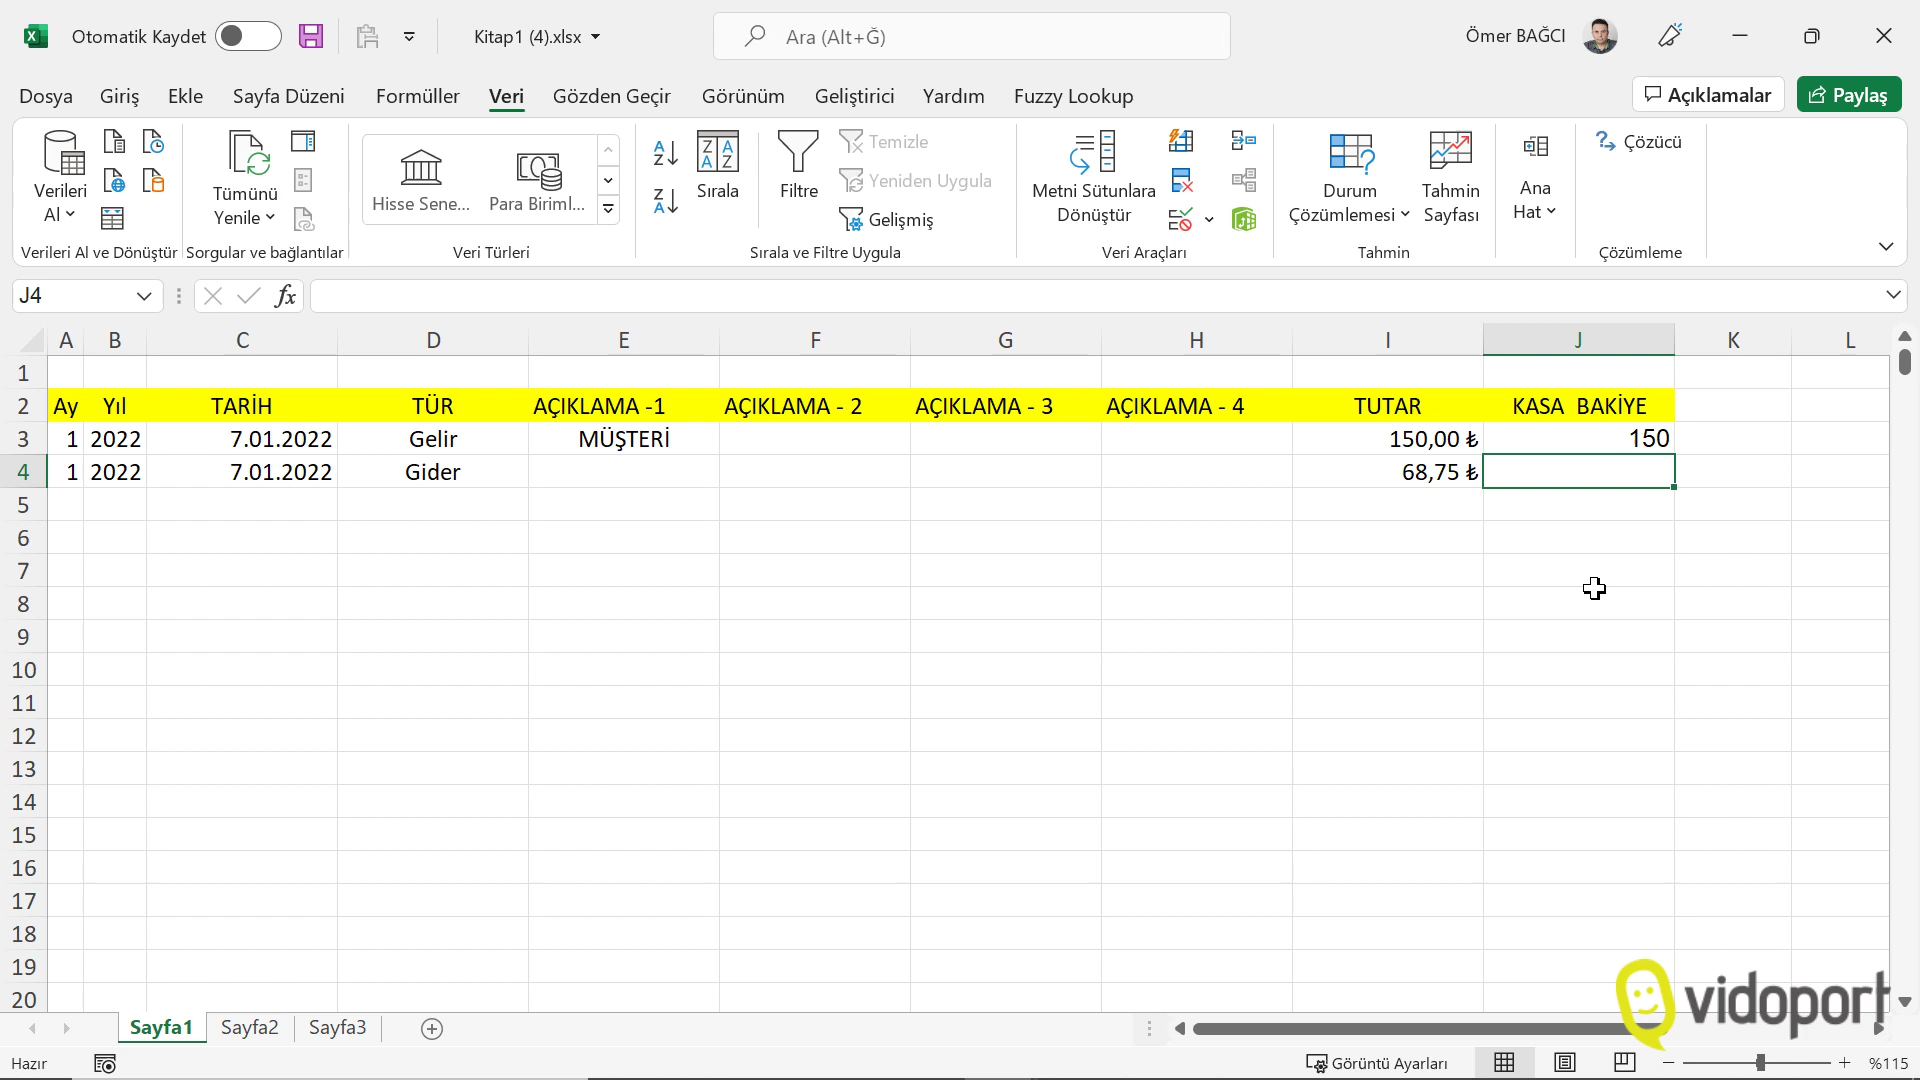 Otomatik Kaydet
Kitap1 (4).xlsx
Ara (Alt+Ğ)
Ömer BAĞCI
Dosya Giriş Ekle Sayfa Düzeni Formüller Veri Gözden Geçir Görünüm Geliştirici Yardım Fuzzy Lookup
Açıklamalar
Paylaş
Verileri
Al
Tümünü
Yenile
Hisse Sene...
Para Biriml...
Sırala
Filtre
Temizle
Yeniden Uygula
Gelişmiş
Metni Sütunlara
Dönüştür
Durum
Çözümlemesi
Tahmin
Sayfası
Ana
Hat
Çözücü
Verileri Al ve Dönüştür
Sorgular ve bağlantılar
Veri Türleri
Sırala ve Filtre Uygula
Veri Araçları
Tahmin
Çözümleme
J4
fx
A B C D E F G H I J K L
1
2 Ay Yıl TARİH TÜR AÇIKLAMA -1 AÇIKLAMA - 2 AÇIKLAMA - 3 AÇIKLAMA - 4 TUTAR KASA BAKİYE
3 1 2022 7.01.2022 Gelir MÜŞTERİ 150,00 ₺ 150
4 1 2022 7.01.2022 Gider 68,75 ₺
5
6
7
8
9
10
11
12
13
14
15
16
17
18
19
20
vidoport
Sayfa1 Sayfa2 Sayfa3
Hazır
Görüntü Ayarları
%115